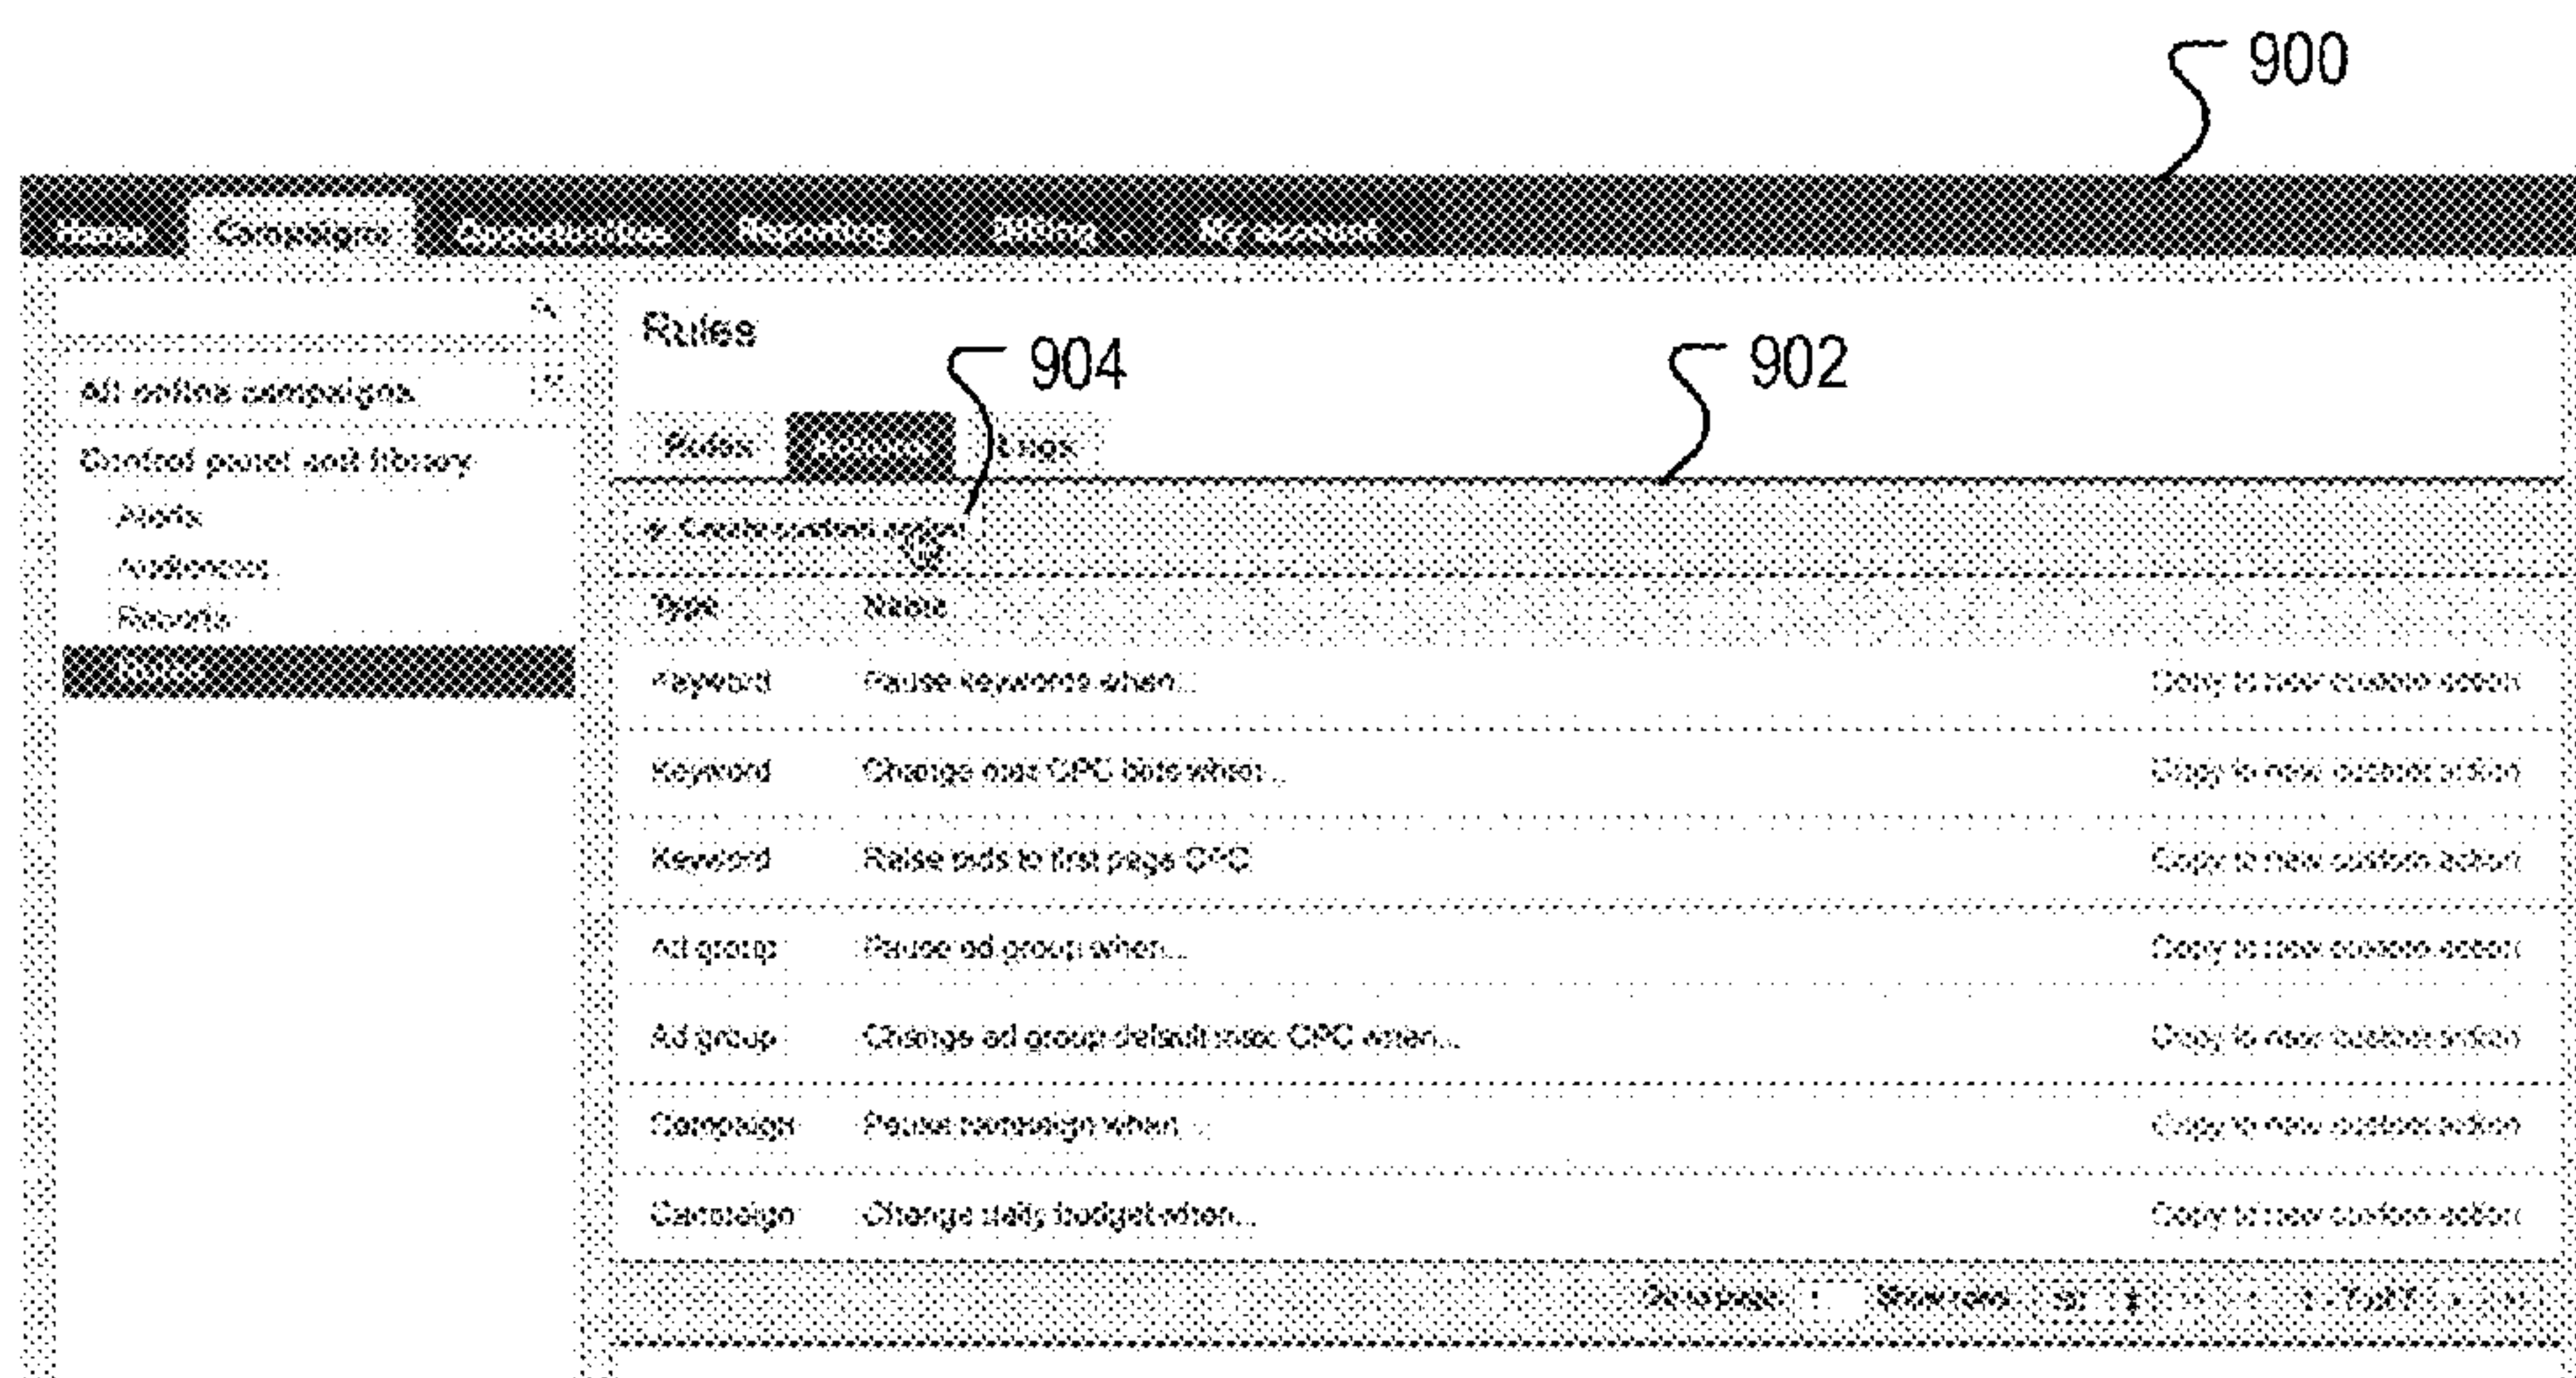 900
Home Campaigns Opportunities Reporting Billing My account
Rules
904 902
All online campaigns
Rules Actions Logs
Control panel and library
Alerts
+ Create custom action
Audiences
Type Name
Reports
Rules
Keyword Pause keywords when... Copy to new custom action
Keyword Change max CPC bids when... Copy to new custom action
Keyword Raise bids to first page CPC Copy to new custom action
Ad group Pause ad group when... Copy to new custom action
Ad group Change ad group default max CPC when... Copy to new custom action
Campaign Pause campaign when... Copy to new custom action
Campaign Change daily budget when... Copy to new custom action
Go to page: 1 Show rows: 1 - 7 of 7